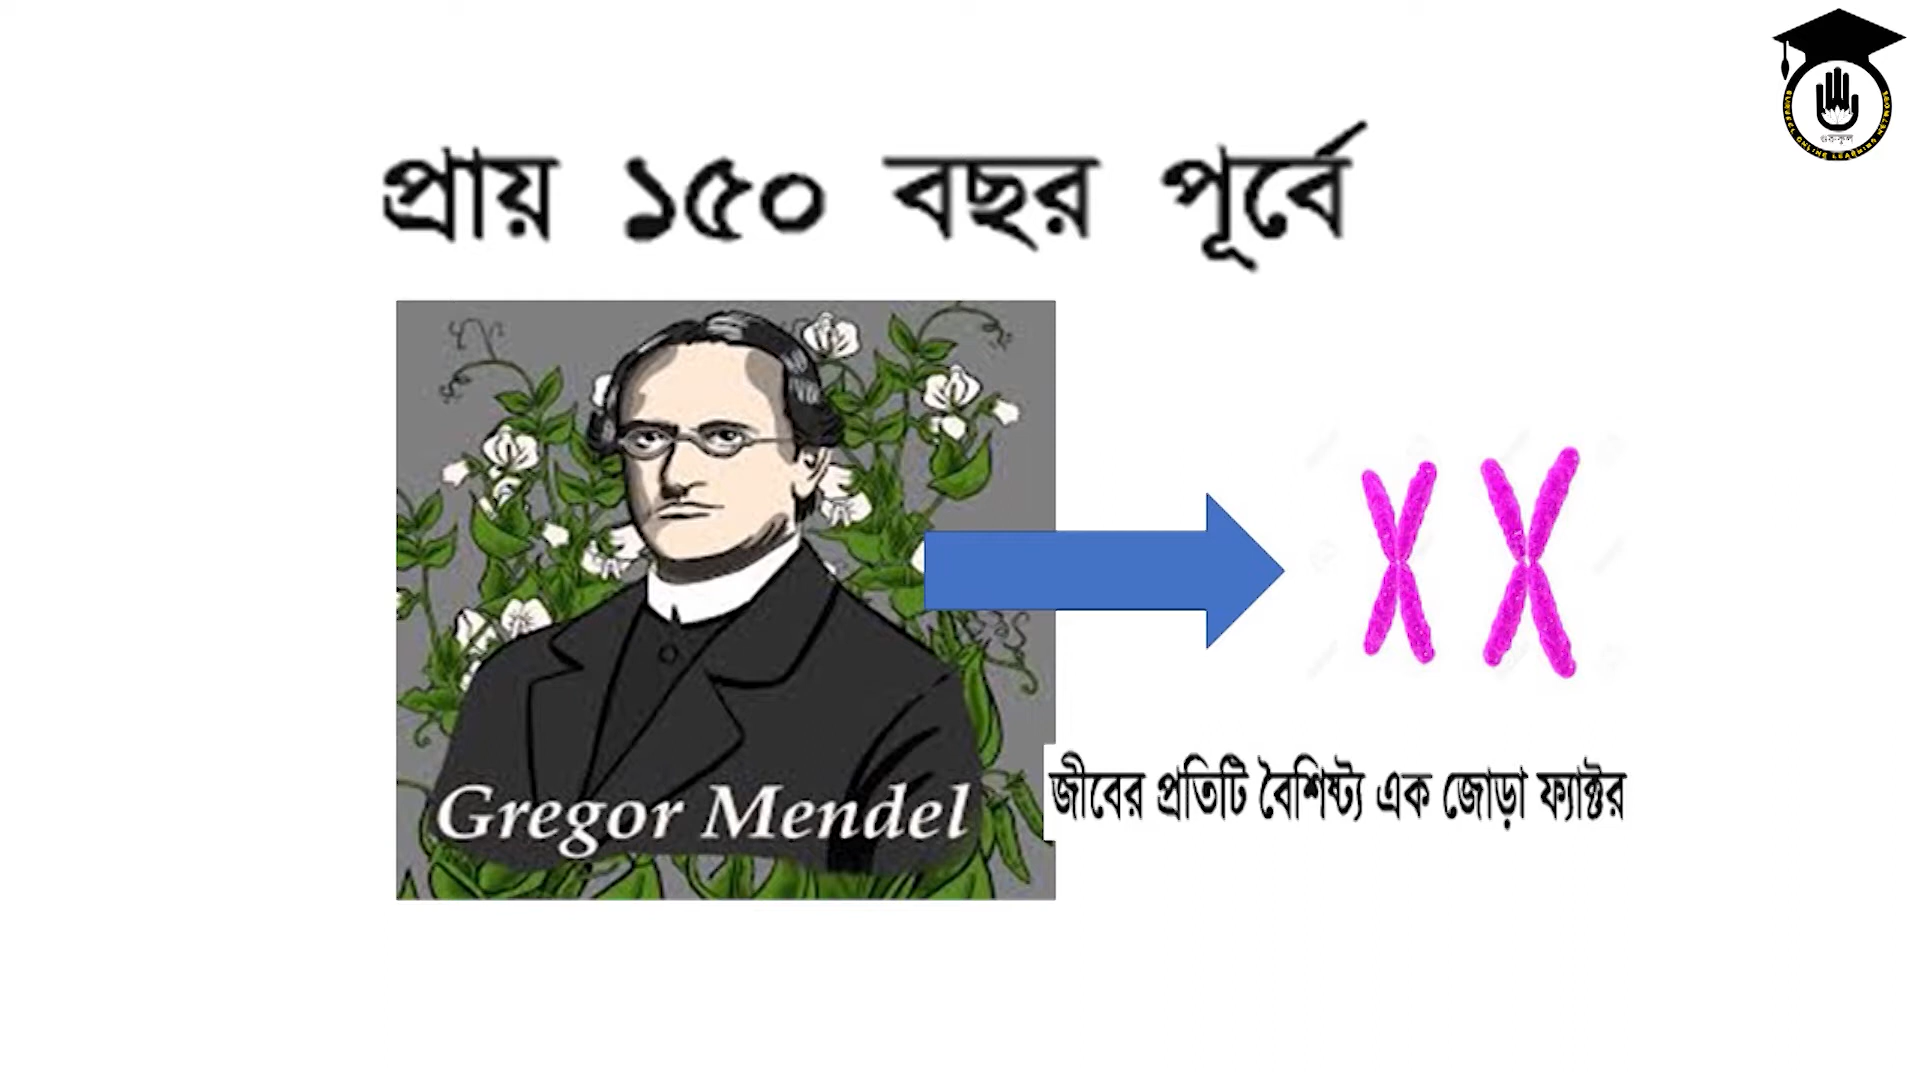 প্রায় ১৫০ বছর পূর্বে
Gregor Mendel
জীবের প্রতিটি বৈশিষ্ট্য এক জোড়া ফ্যাক্টর
গুরুকুল